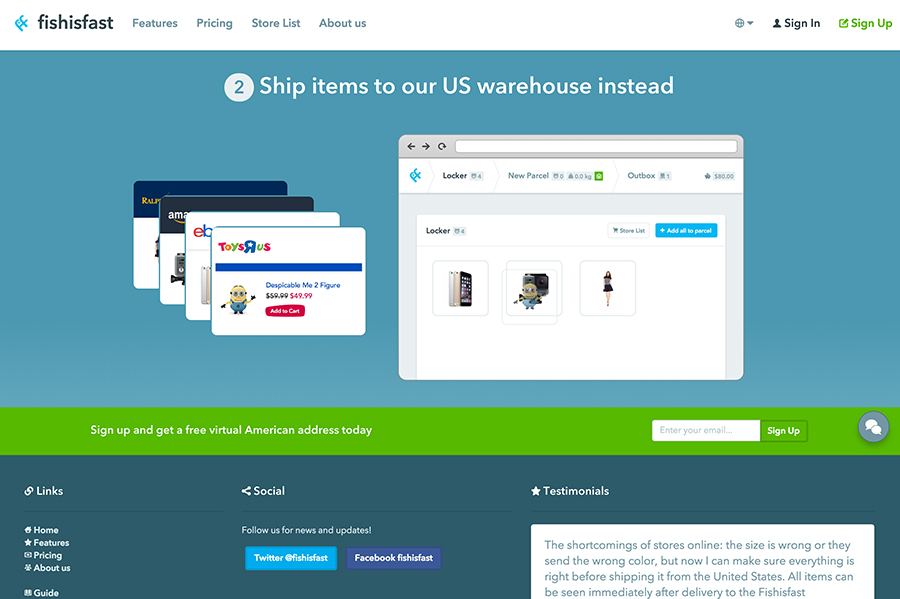 fishisfast
Features
Pricing
Store List
About us
Sign In
Sign Up
2 Ship items to our US warehouse instead
RALP
ama
eb
TOYSRUS
Despicable Me 2 Figure
$59.99 $49.99
Add to Cart
Locker 4
New Parcel 0 0.0 kg
Outbox 1
$80.00
Locker 4
Store List
+ Add all to parcel
Sign up and get a free virtual American address today
Enter your email...
Sign Up
Links
Home
Features
Pricing
About us
Guide
Social
Follow us for news and updates!
Twitter @fishisfast
Facebook fishisfast
Testimonials
The shortcomings of stores online: the size is wrong or they
send the wrong color, but now I can make sure everything is
right before shipping it from the United States. All items can
be seen immediately after delivery to the Fishisfast